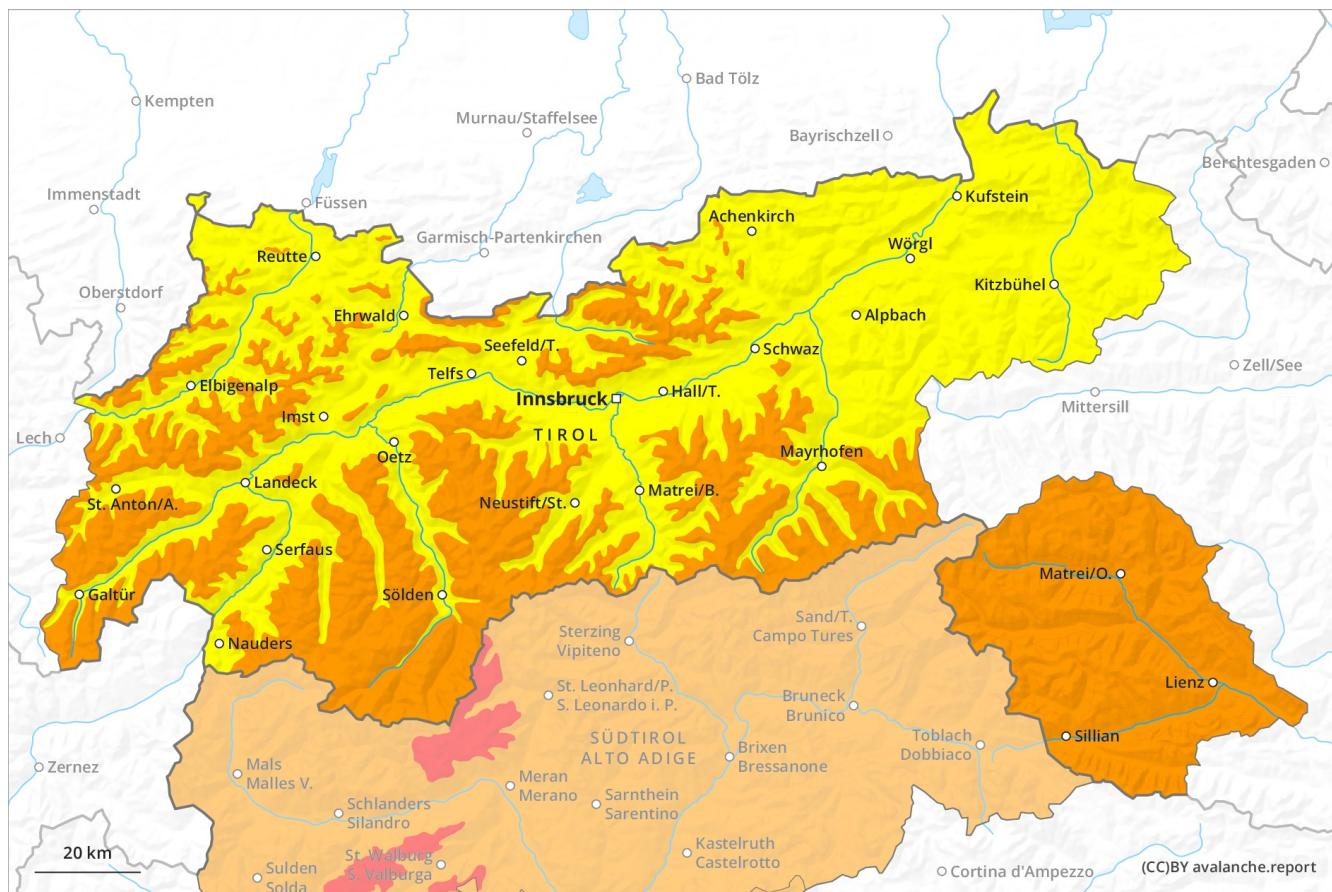 Bad Tölz
Kempten
Murnau/Staffelsee
Bayrischzell
Berchtesgaden
Immenstadt
Füssen
Kufstein
Achenkirch
Garmisch-Partenkirchen
Wörgl
Reutte
Kitzbühel
Oberstdorf
Ehrwald
Alpbach
Seefeld/T.
Schwaz
Zell/See
Telfs
Elbigenalp
Hall/T.
Innsbruck
Mittersill
Imst
TIROL
Lech
Oetz
Mayrhofen
Landeck
Matrei/B.
St. Anton/A.
Neustift/St.
Serfaus
Matrei/O.
Galtür
Sölden
Sand/T.
Campo Tures
Sterzing
Vipiteno
Nauders
Lienz
St. Leonhard/P.
S. Leonardo i. P.
Bruneck
Brunico
SÜDTIROL
ALTO ADIGE
Toblach
Dobbiaco
Sillian
Brixen
Bressanone
Zernez
Mals
Malles V.
Meran
Merano
Sarnthein
Sarentino
Schlanders
Silandro
Kastelruth
Castelrotto
20 km
St. Walburg
S. Valburga
Sulden
Solda
Cortina d'Ampezzo
(CC)BY avalanche.report